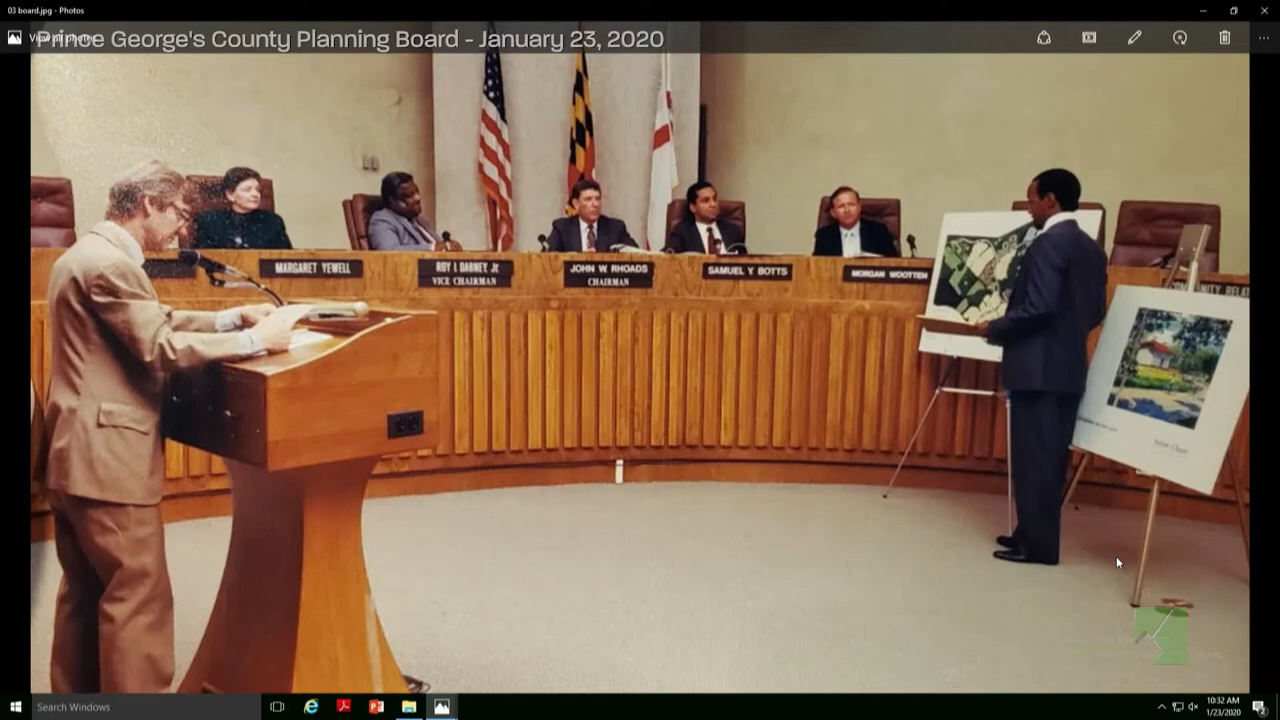 03 board.jpg - Photos
Prince George's County Planning Board - January 23, 2020
MARGARET YEWELL
ROY I. DABNEY, Jr.
VICE CHAIRMAN
JOHN W. RHOADS
CHAIRMAN
SAMUEL Y. BOTTS
MORGAN WOOTTEN
Search Windows
10:32 AM
1/23/2020
2